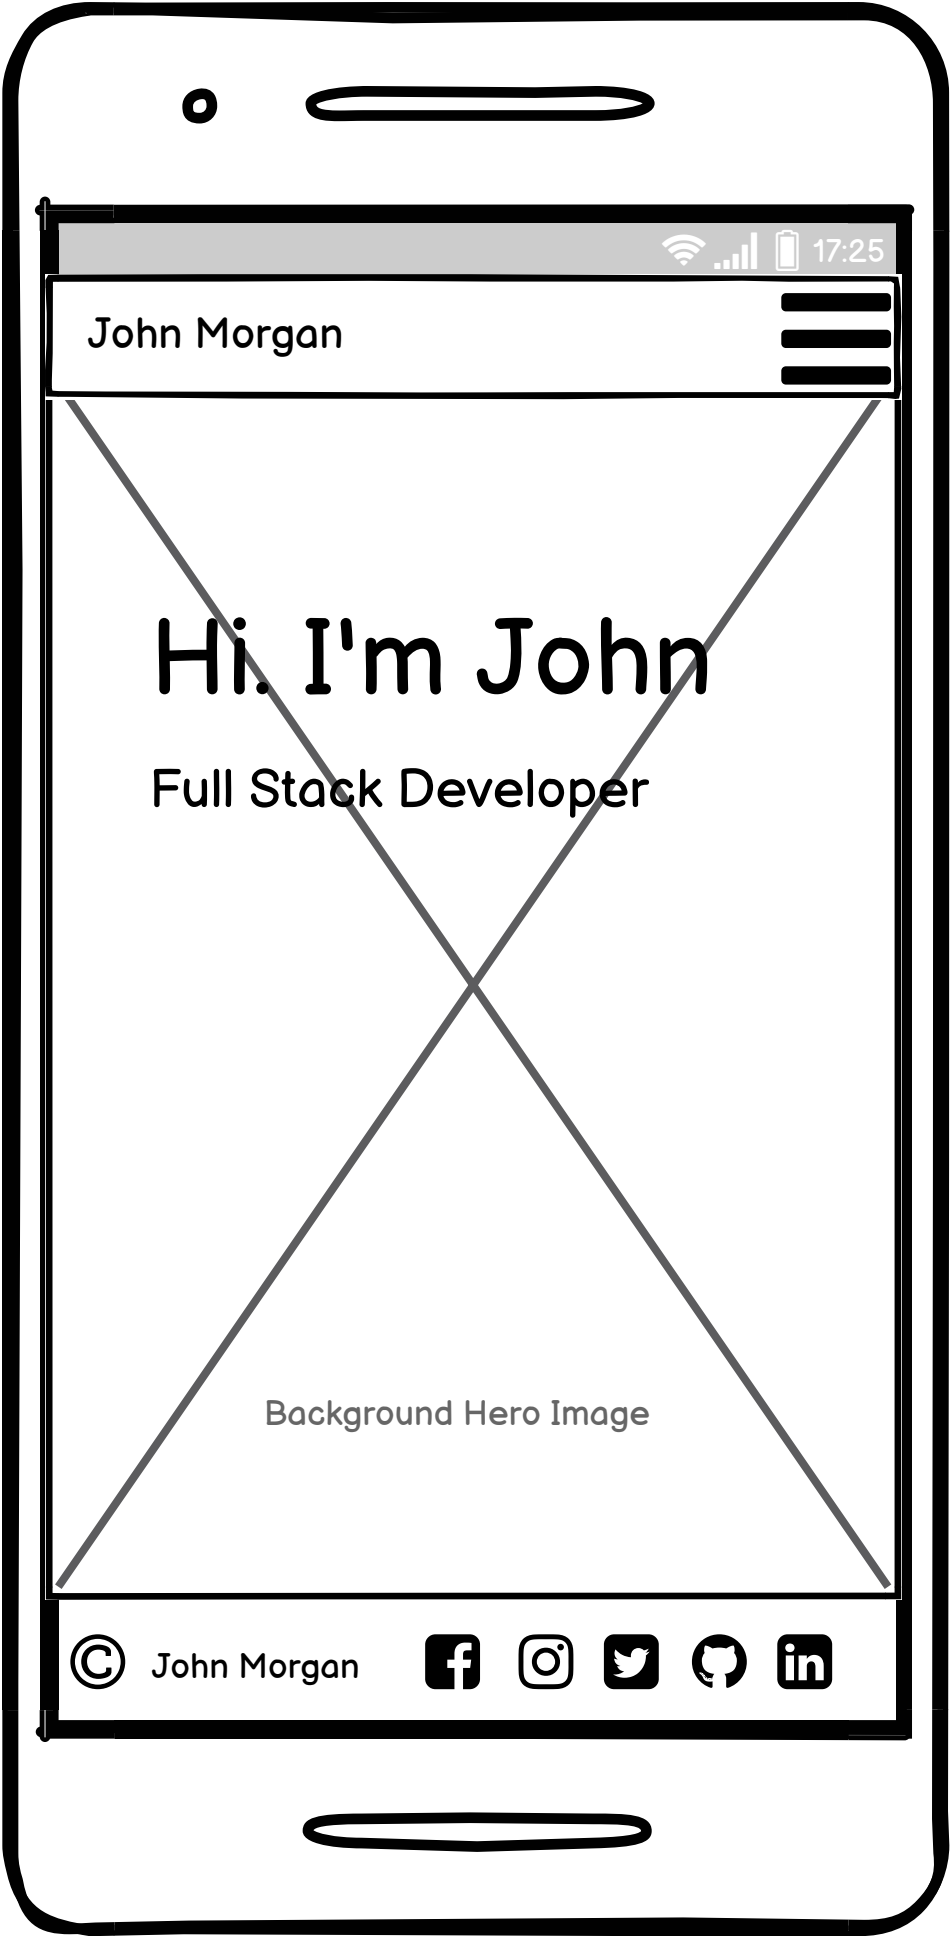 17:25
John Morgan
Hi. I'm John
Full Stack Developer
Background Hero Image
© John Morgan